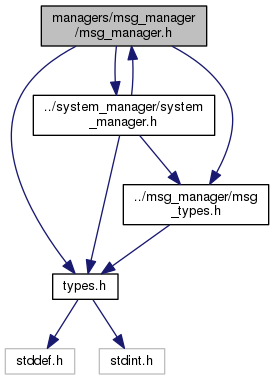 managers/msg_manager
/msg_manager.h
../system_manager/system
_manager.h
../msg_manager/msg
_types.h
types.h
stddef.h
stdint.h